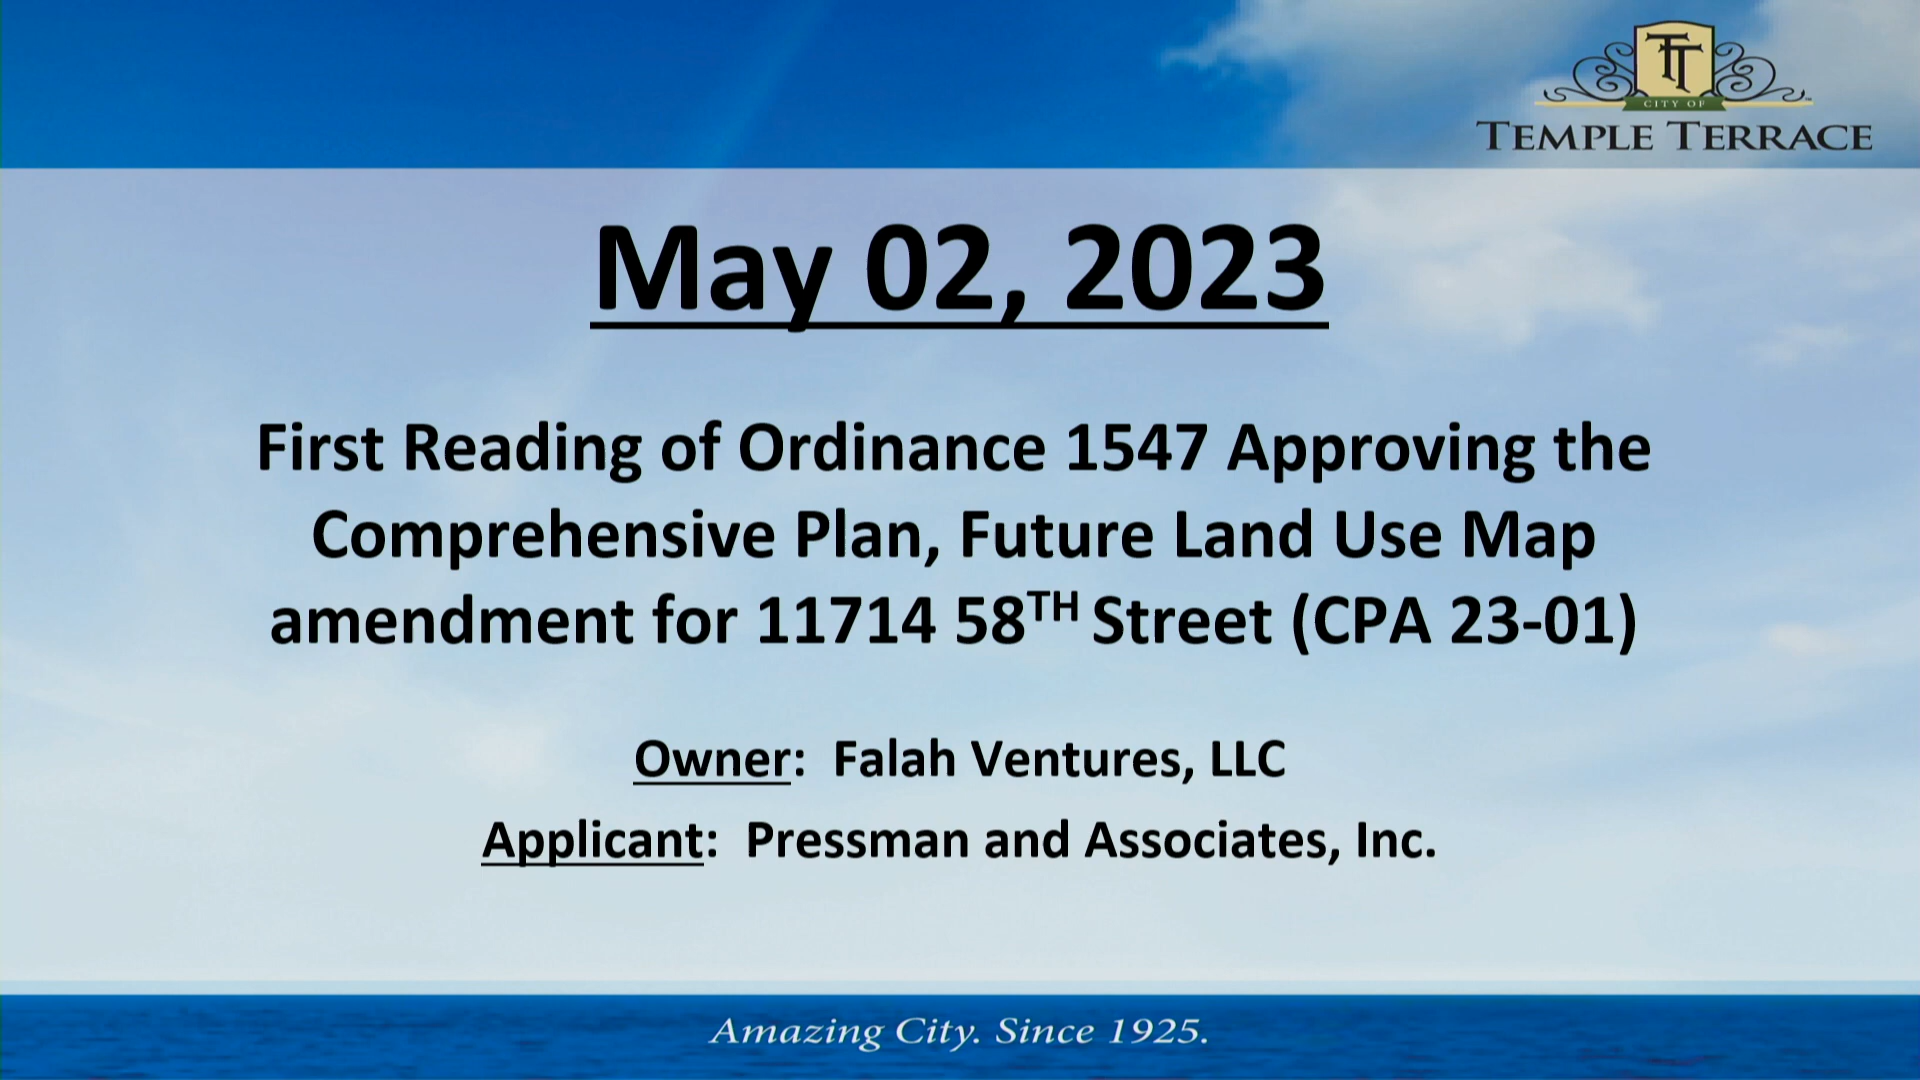 TT
CITY OF
TEMPLE TERRACE
May 02, 2023
First Reading of Ordinance 1547 Approving the
Comprehensive Plan, Future Land Use Map
amendment for 11714 58TH Street (CPA 23-01)
Owner: Falah Ventures, LLC
Applicant: Pressman and Associates, Inc.
Amazing City. Since 1925.